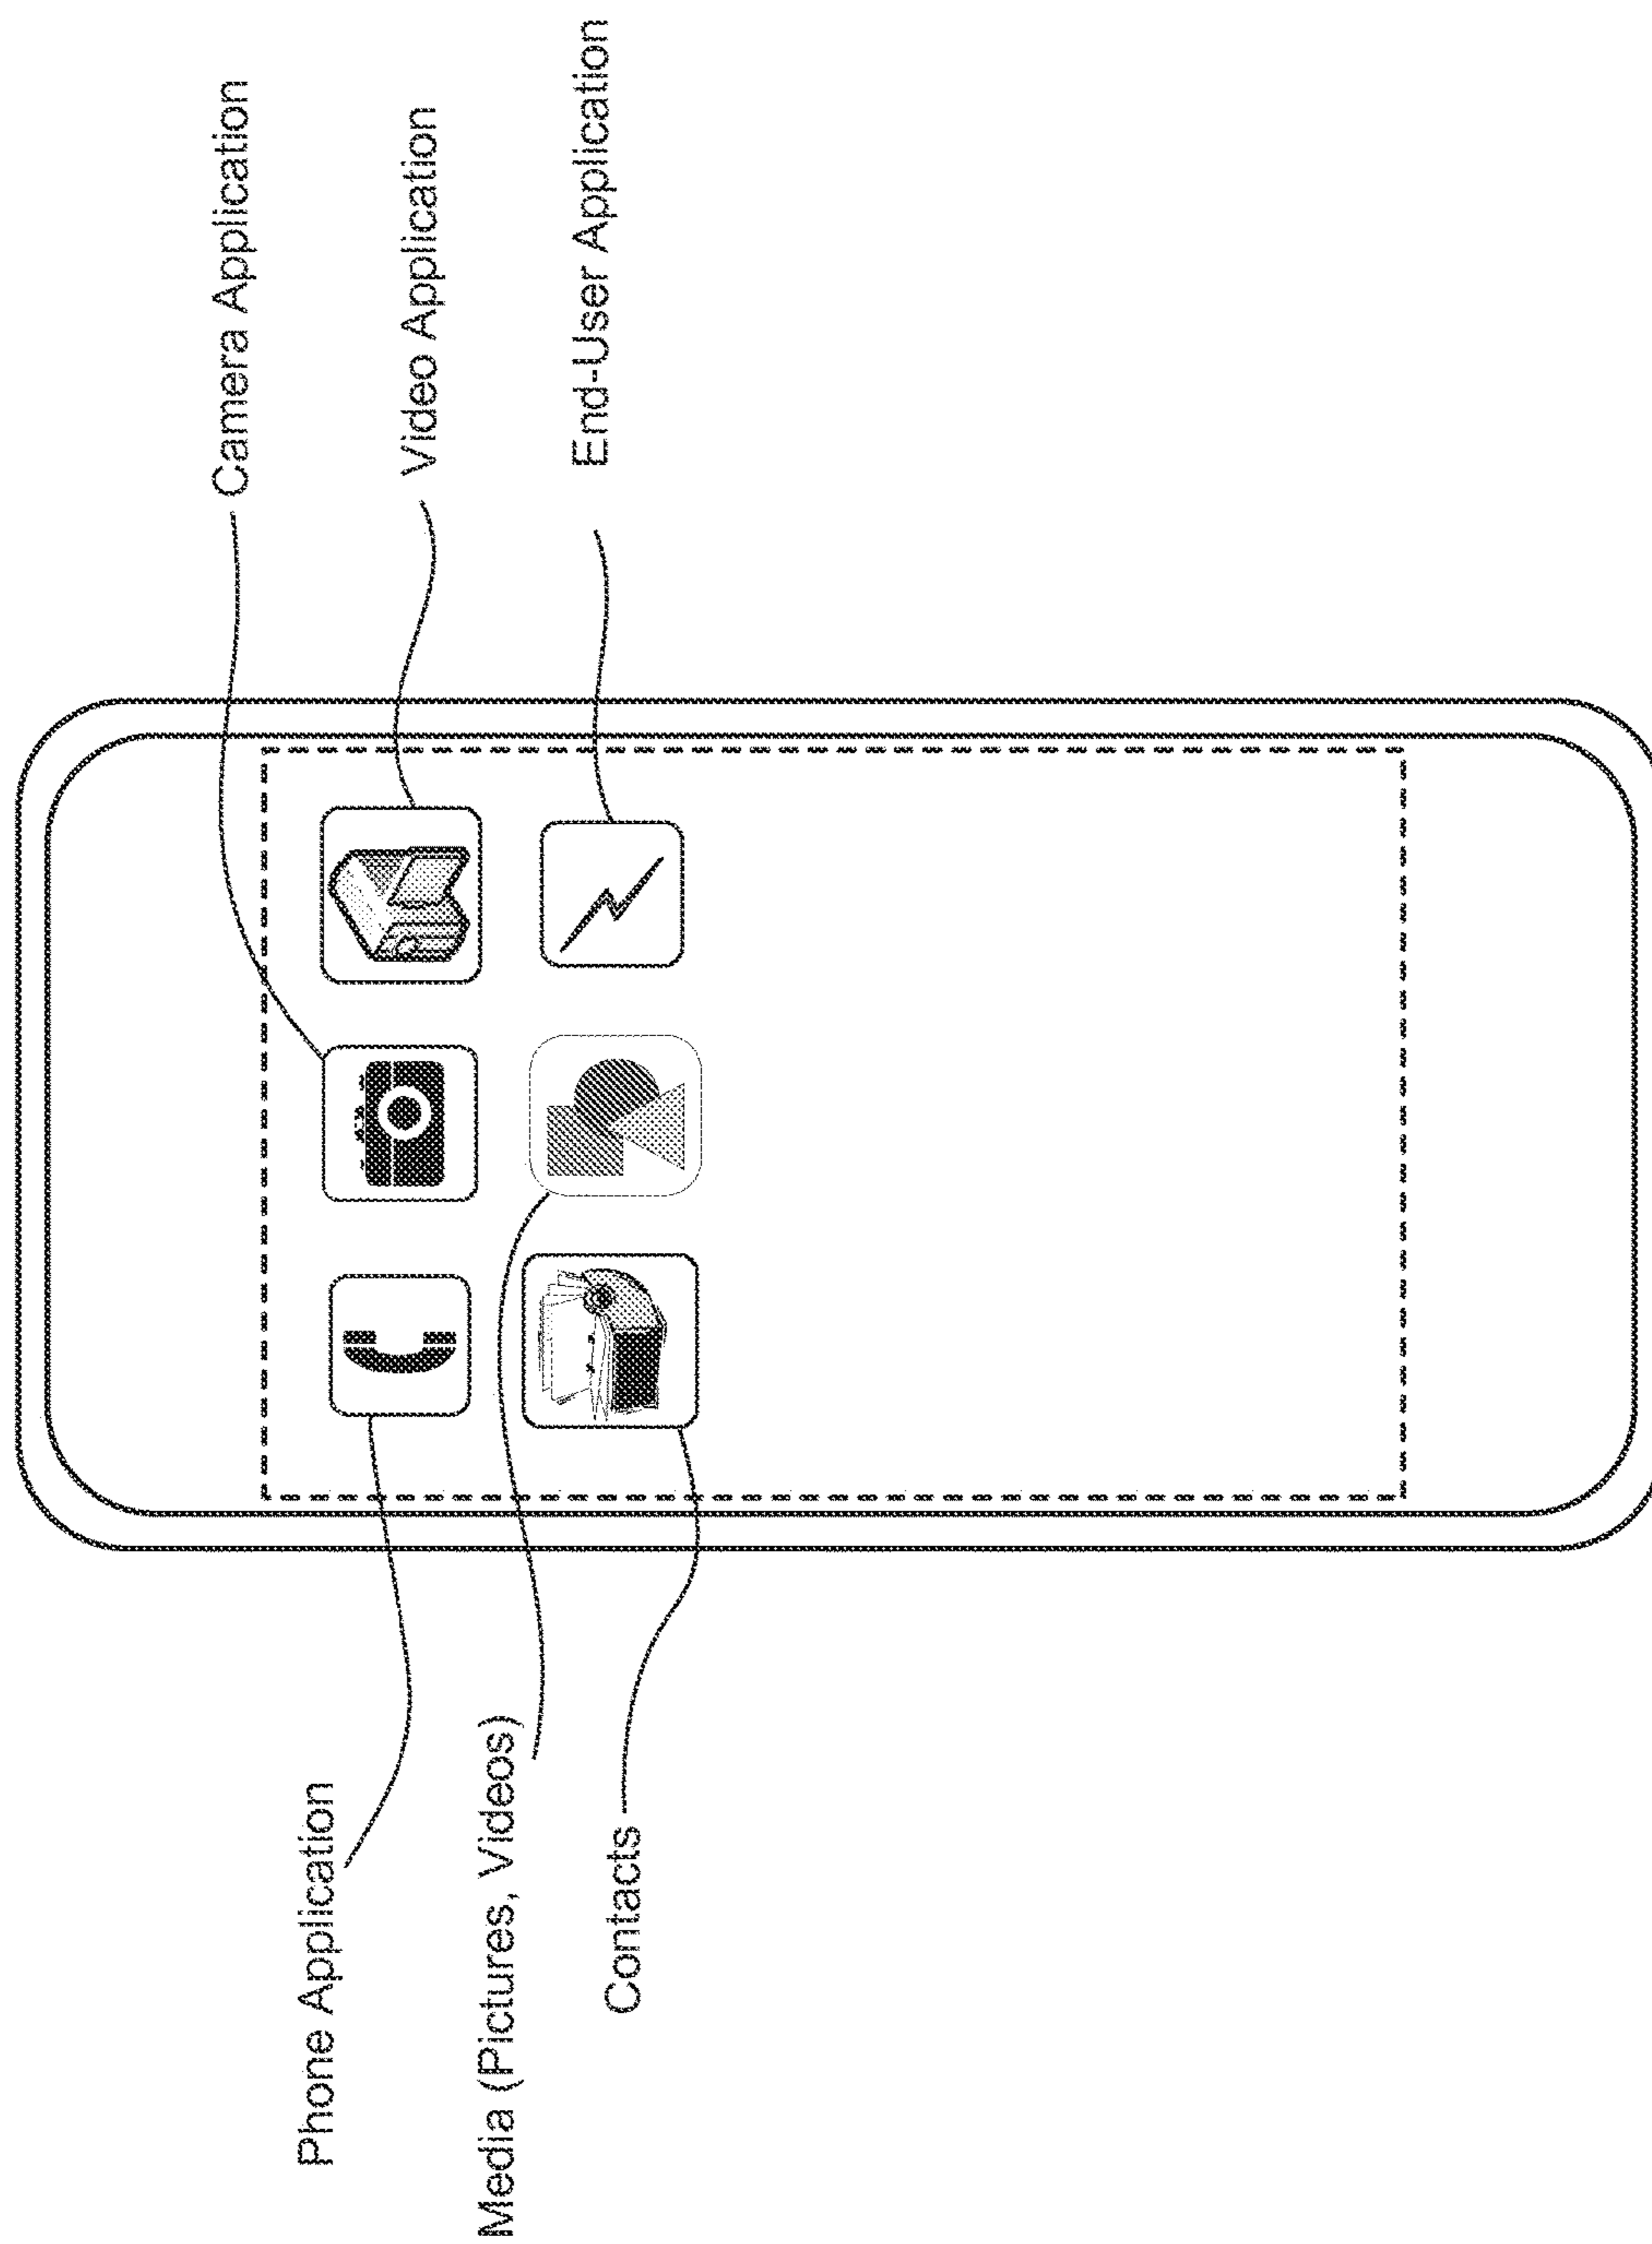 Camera Application
Video Application
End-User Application
Phone Application
Media (Pictures, Videos)
Contacts